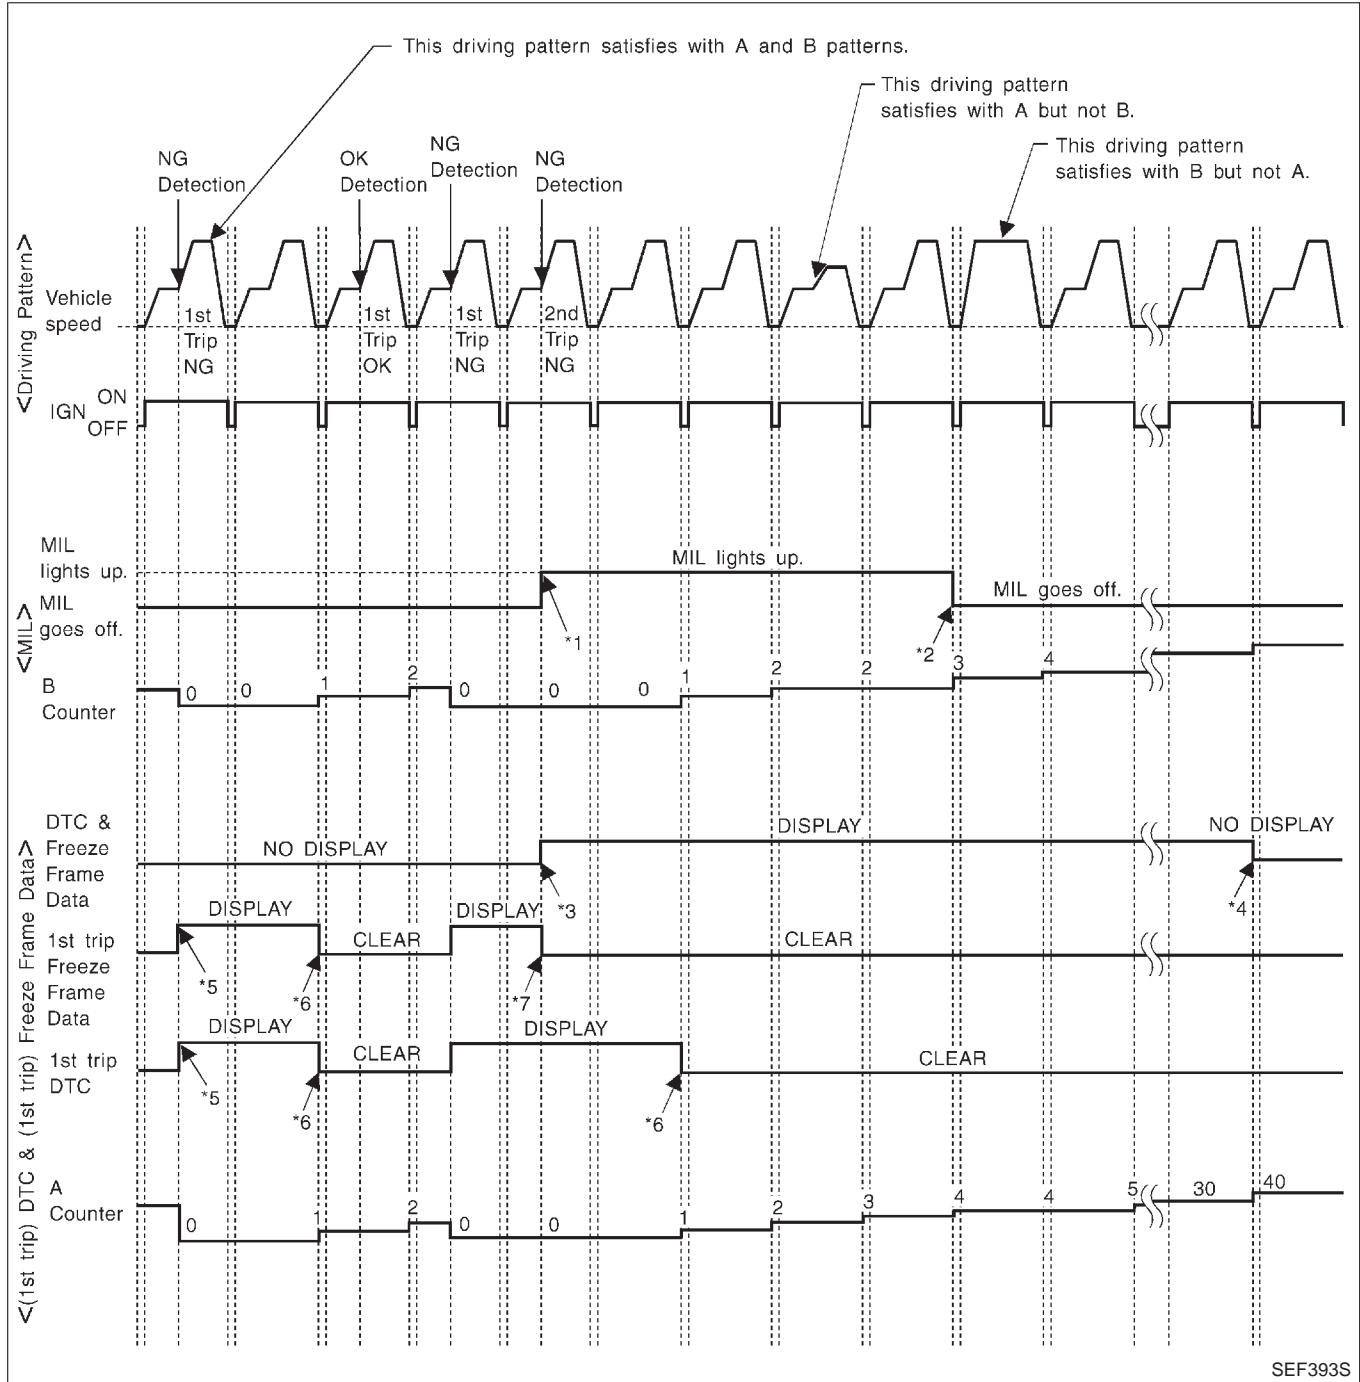 This driving pattern satisfies with A and B patterns.
This driving pattern
satisfies with A but not B.
This driving pattern
satisfies with B but not A.
NG
Detection
OK
Detection
NG
Detection
NG
Detection
<Driving Pattern>
Vehicle
speed
1st
Trip
NG
1st
Trip
OK
1st
Trip
NG
2nd
Trip
NG
IGN
ON
OFF
<MIL>
MIL
lights up.
MIL
goes off.
MIL lights up.
MIL goes off.
*1
*2
B
Counter
0 0 1 2 0 0 0 1 2 2 3 4
<(1st trip) DTC & (1st trip) Freeze Frame Data>
DTC &
Freeze
Frame
Data
NO DISPLAY
DISPLAY
NO DISPLAY
*3
*4
1st trip
Freeze
Frame
Data
DISPLAY
CLEAR
DISPLAY
CLEAR
*5
*6
*7
1st trip
DTC
DISPLAY
CLEAR
DISPLAY
CLEAR
*5
*6
*6
A
Counter
0 1 2 0 0 1 2 3 4 4 5 30 40
SEF393S